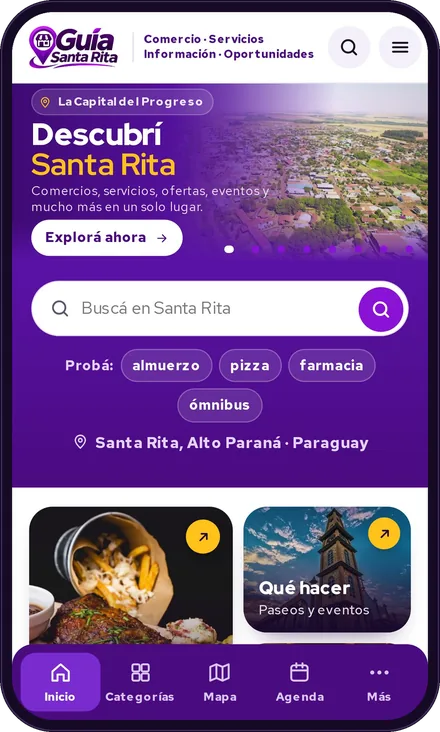 Guía
Santa Rita
Comercio · Servicios
Información · Oportunidades
La Capital del Progreso
Descubrí
Santa Rita
Comercios, servicios, ofertas, eventos y
mucho más en un solo lugar.
Explorá ahora →
Buscá en Santa Rita
Probá: almuerzo pizza farmacia
ómnibus
Santa Rita, Alto Paraná · Paraguay
Qué hacer
Paseos y eventos
Inicio Categorías Mapa Agenda Más